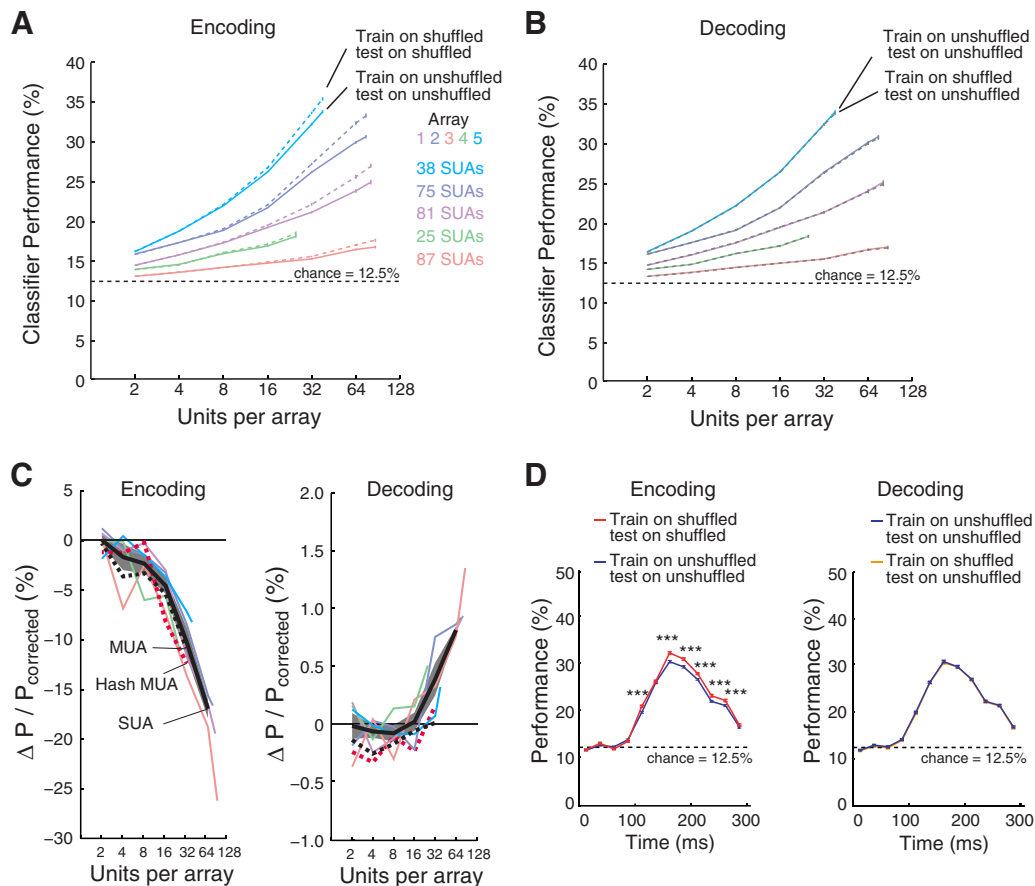 A
Encoding
Train on shuffled
test on shuffled
Train on unshuffled
test on unshuffled
Array
1 2 3 4 5
38 SUAs
75 SUAs
81 SUAs
25 SUAs
87 SUAs
chance = 12.5%
Classifier Performance (%)
40
35
30
25
20
15
10
5
0
2 4 8 16 32 64 128
Units per array
B
Decoding
Train on unshuffled
test on unshuffled
Train on shuffled
test on unshuffled
chance = 12.5%
Classifier Performance (%)
40
35
30
25
20
15
10
5
0
2 4 8 16 32 64 128
Units per array
C
Encoding
Δ P / Pcorrected (%)
5
0
−5
−10
−15
−20
−25
−30
MUA
Hash MUA
SUA
2 4 8 16 32 64 128
Units per array
Decoding
Δ P / Pcorrected (%)
2.0
1.5
1.0
0.5
0
−0.5
−1.0
2 4 8 16 32 64 128
Units per array
D
Encoding
Train on shuffled
test on shuffled
Train on unshuffled
test on unshuffled
Performance (%)
50
40
30
20
10
0
***
***
***
***
***
***
chance = 12.5%
0 100 200 300
Time (ms)
Decoding
Train on unshuffled
test on unshuffled
Train on shuffled
test on unshuffled
Performance (%)
50
40
30
20
10
0
chance = 12.5%
0 100 200 300
Time (ms)